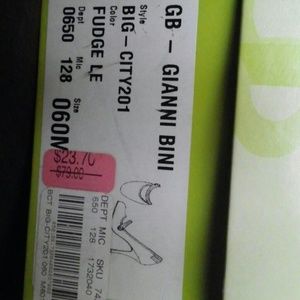 GB - GIANNI BINI
Style
BIG-CITY201
Color
FUDGE LE
Dept Mic Size
0650 128 060M
$23.70
$79.00
DEPT MIC SKU
650 128 1732040